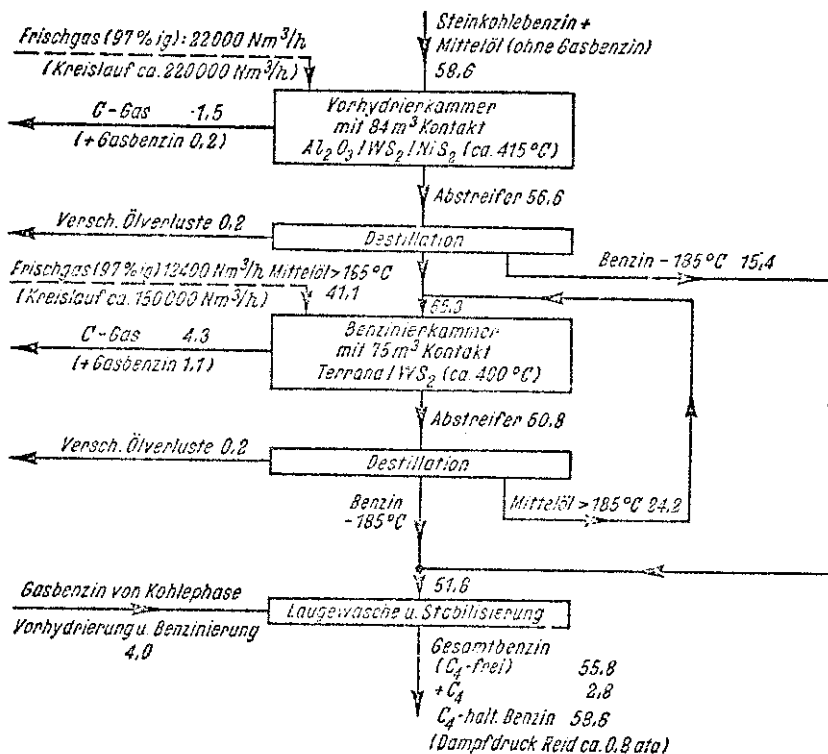 Steinkohlebenzin +
Mittelöl (ohne Gasbenzin)
58,6
Frischgas (97%ig): 22000 Nm³/h
(Kreislauf ca. 220000 Nm³/h)
C-Gas -1,5
(+Gasbenzin 0,2)
Vorhydrierkammer
mit 84 m³ Kontakt
Al₂O₃/WS₂/NiS₂ (ca. 415°C)
Abstreifer 56,6
Versch. Ölverluste 0,2
Destillation
Benzin -185°C 15,4
Frischgas (97%ig) 13400 Nm³/h
(Kreislauf ca. 150000 Nm³/h)
Mittelöl > 165°C
41,1
65,3
C-Gas 4,3
(+Gasbenzin 1,1)
Benzinierkammer
mit 75 m³ Kontakt
Terrana/WS₂ (ca. 400°C)
Abstreifer 60,8
Versch. Ölverluste 0,2
Destillation
Mittelöl > 185°C 24,2
Benzin
-185°C
51,6
Gasbenzin von Kohlephase
Vorhydrierung u. Benzinierung
4,0
Laugewäsche u. Stabilisierung
Gesamtbenzin
(C₄-frei) 55,8
+C₄ 2,8
C₄-halt. Benzin 58,6
(Dampfdruck Reid ca. 0,8 ata)